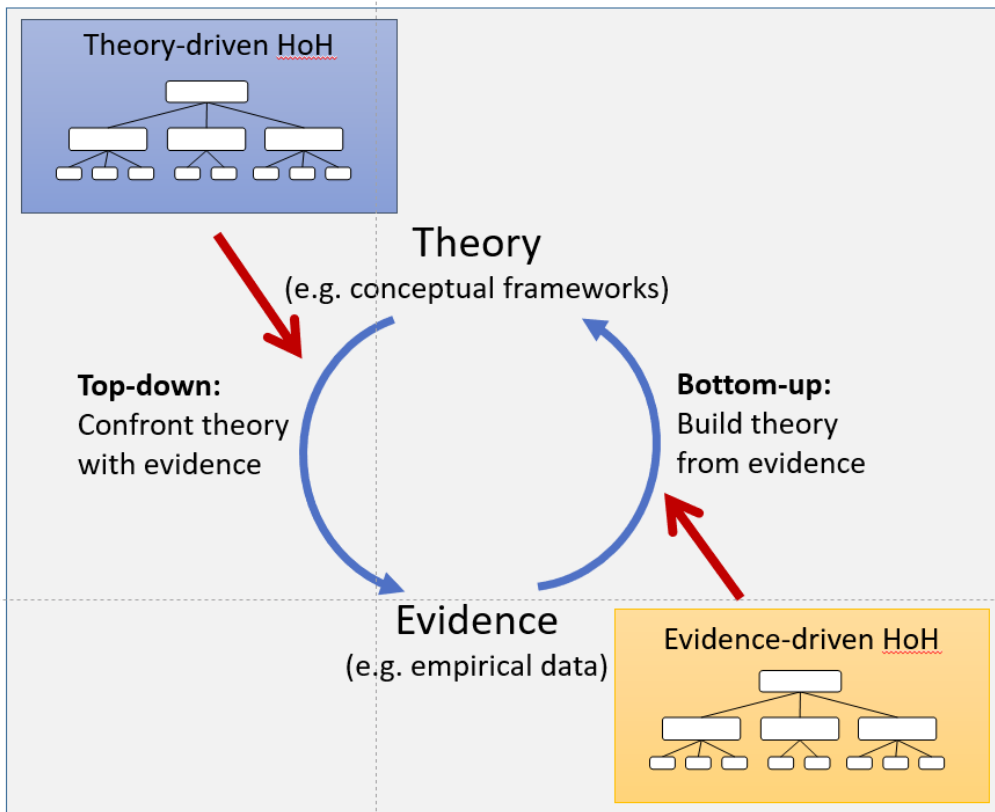 Theory-driven HoH
Theory
(e.g. conceptual frameworks)
Top-down:
Confront theory
with evidence
Bottom-up:
Build theory
from evidence
Evidence
(e.g. empirical data)
Evidence-driven HoH